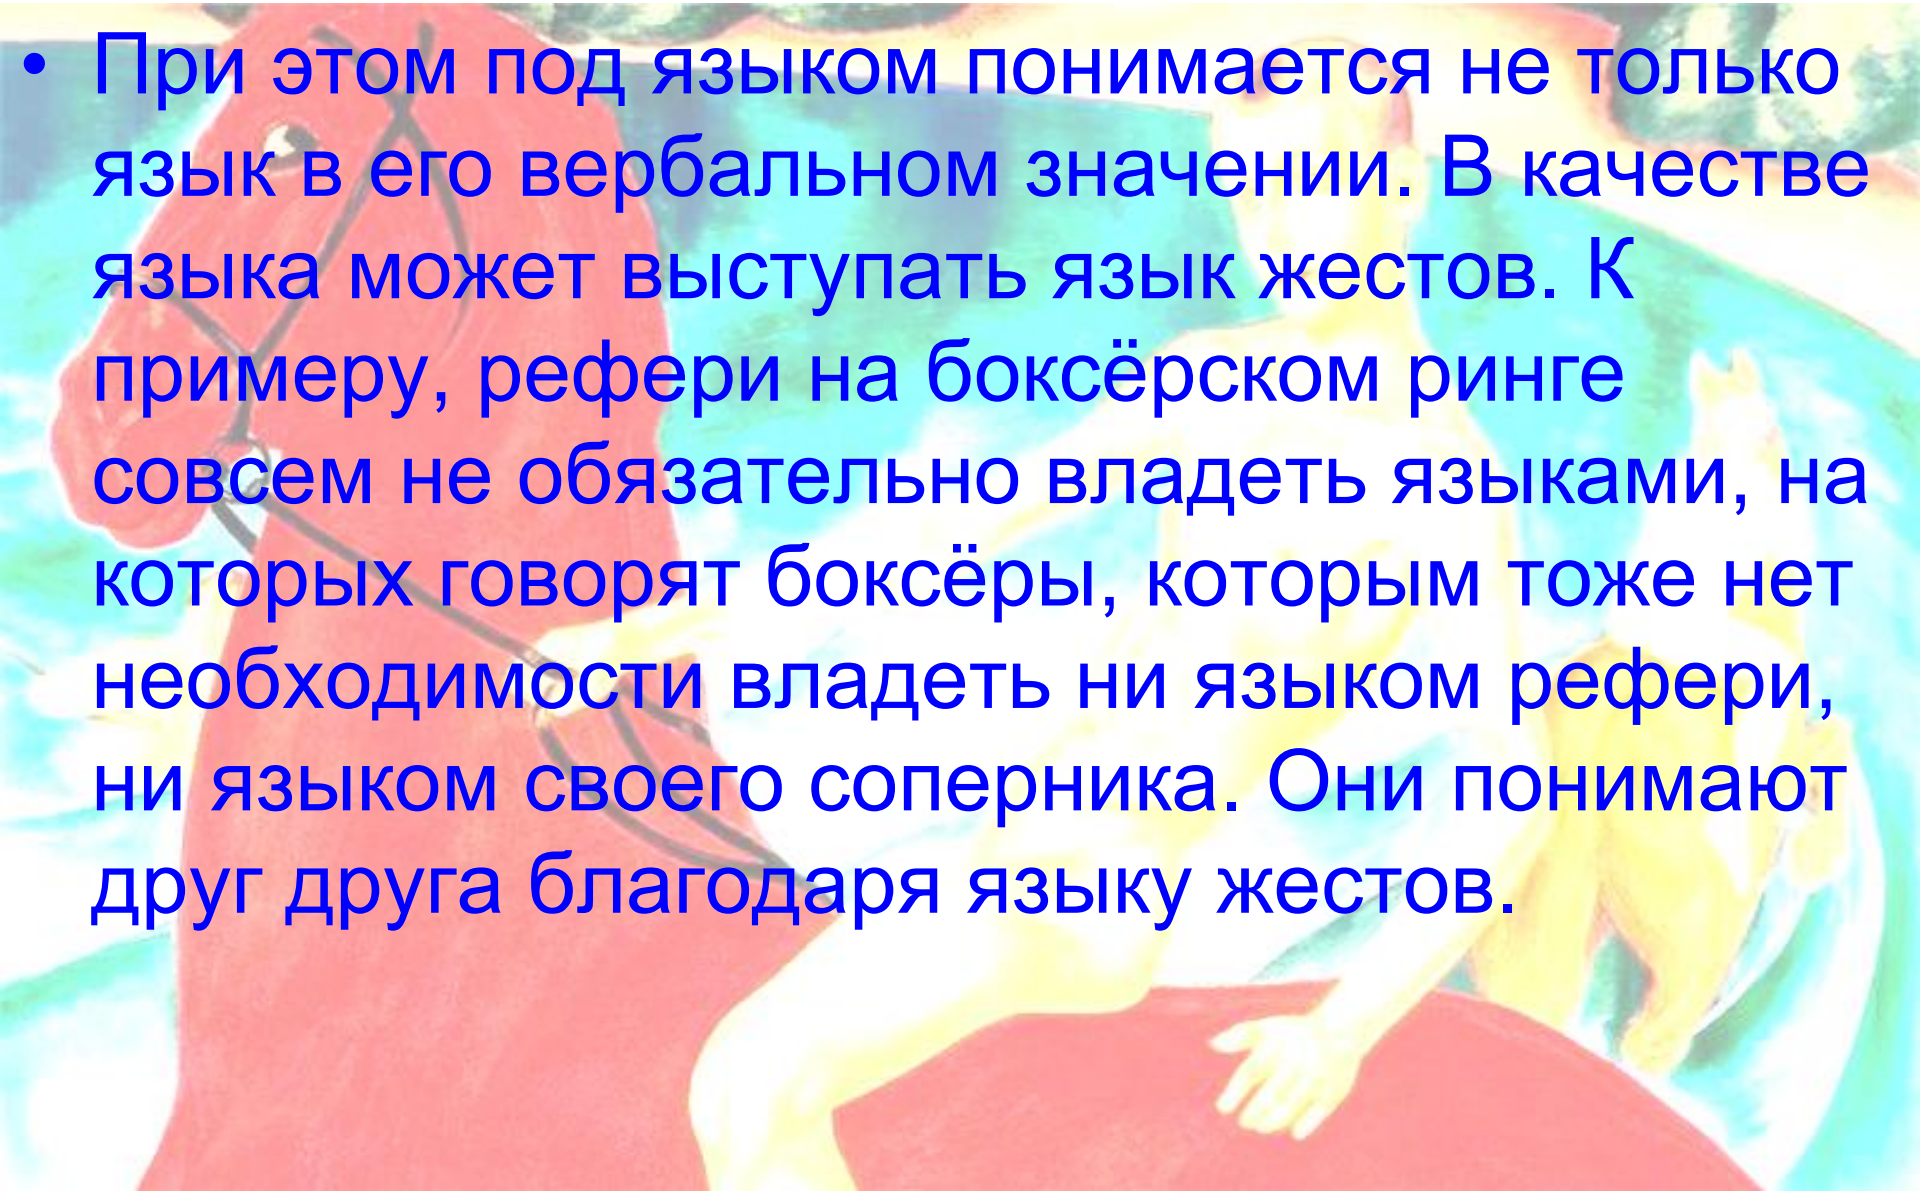 • При этом под языком понимается не только
язык в его вербальном значении. В качестве
языка может выступать язык жестов. К
примеру, рефери на боксёрском ринге
совсем не обязательно владеть языками, на
которых говорят боксёры, которым тоже нет
необходимости владеть ни языком рефери,
ни языком своего соперника. Они понимают
друг друга благодаря языку жестов.